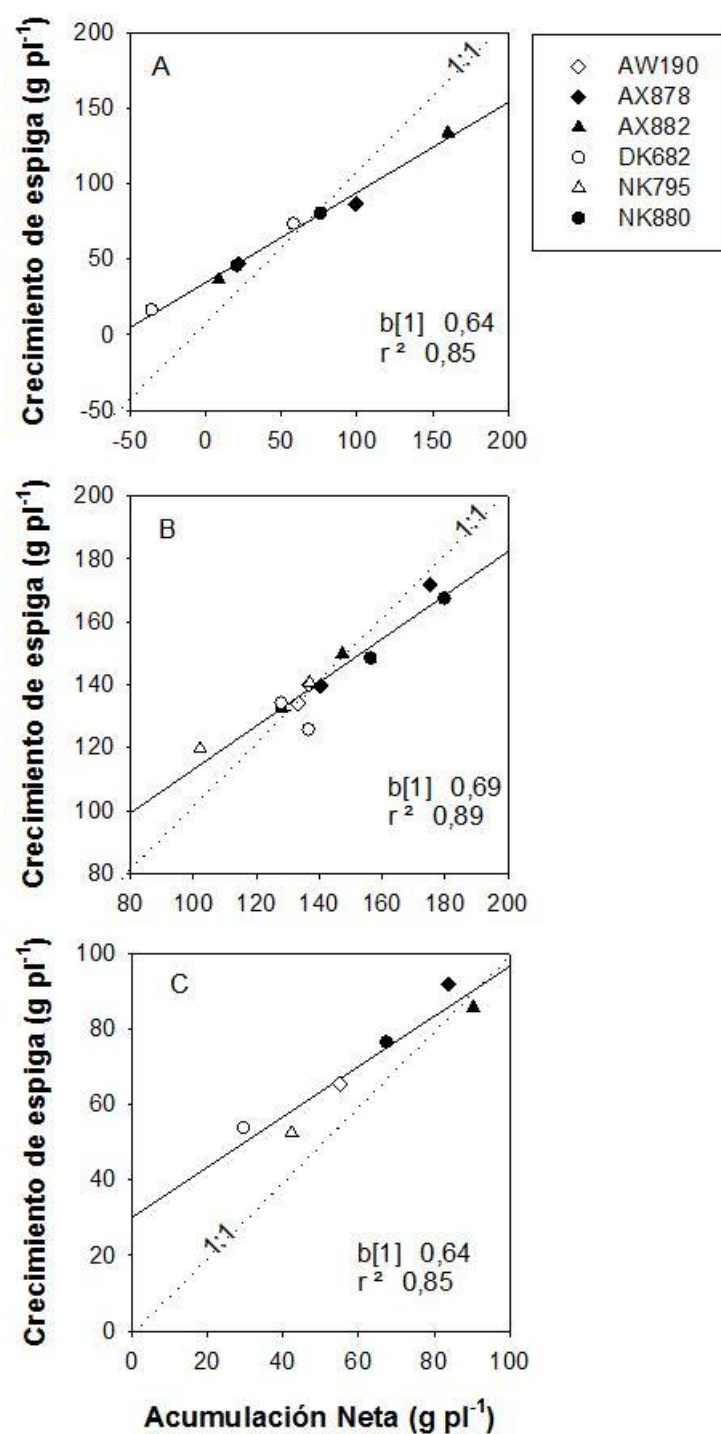 Crecimiento de espiga (g pl⁻¹)
200
150
100
50
0
-50
A
1:1
b[1] 0,64
r² 0,85
-50 0 50 100 150 200
AW190
AX878
AX882
DK682
NK795
NK880
Crecimiento de espiga (g pl⁻¹)
200
180
160
140
120
100
80
B
1:1
b[1] 0,69
r² 0,89
80 100 120 140 160 180 200
Crecimiento de espiga (g pl⁻¹)
100
80
60
40
20
0
C
1:1
b[1] 0,64
r² 0,85
0 20 40 60 80 100
Acumulación Neta (g pl⁻¹)